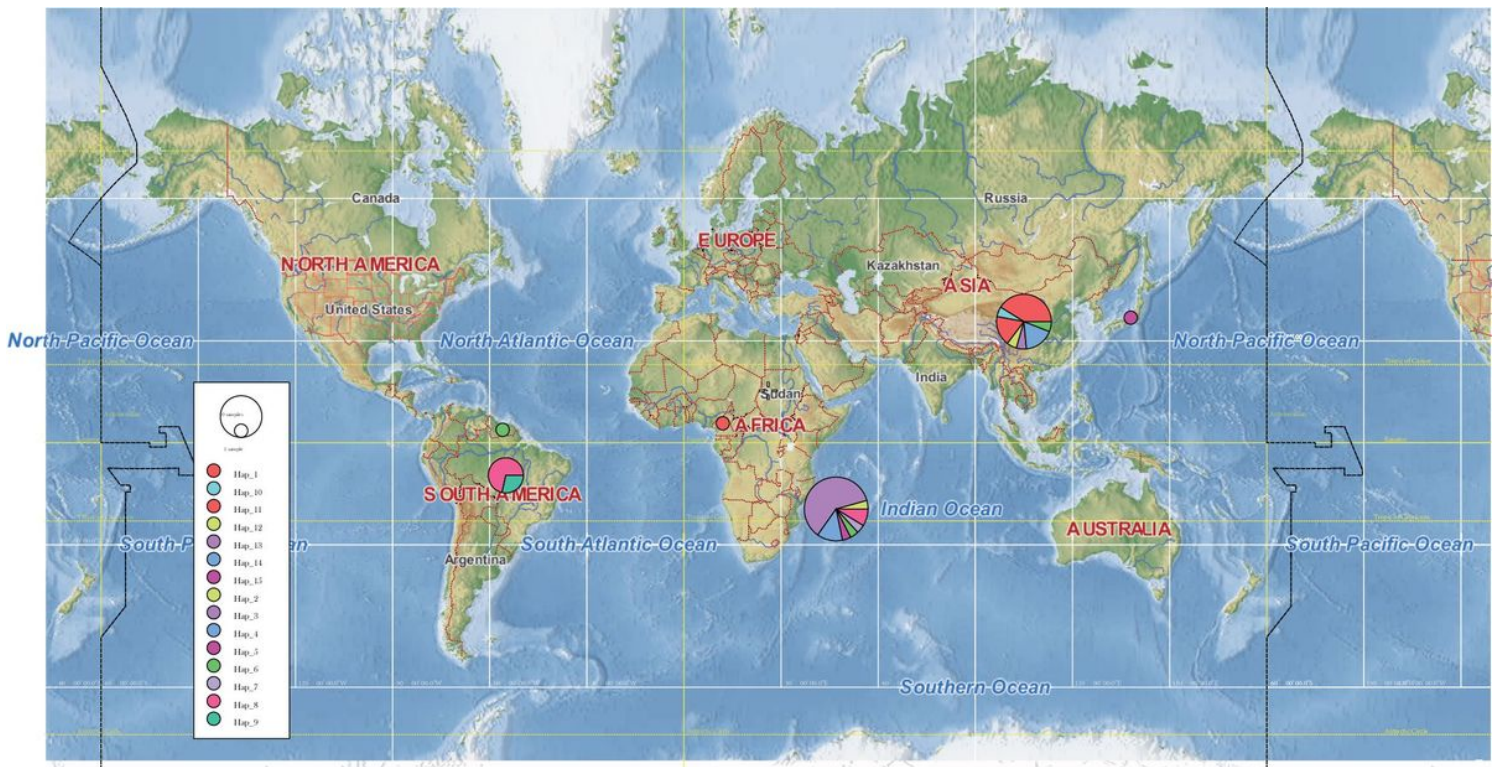 Canada
Russia
EUROPE
NORTH AMERICA
Kazakhstan
ASIA
United States
North Pacific Ocean
North Atlantic Ocean
North Pacific Ocean
India
Sudan
AFRICA
SOUTH AMERICA
Indian Ocean
AUSTRALIA
South Atlantic Ocean
South Pacific Ocean
Argentina
Southern Ocean
Hap_1
Hap_10
Hap_11
Hap_12
Hap_13
Hap_14
Hap_15
Hap_2
Hap_3
Hap_4
Hap_5
Hap_6
Hap_7
Hap_8
Hap_9